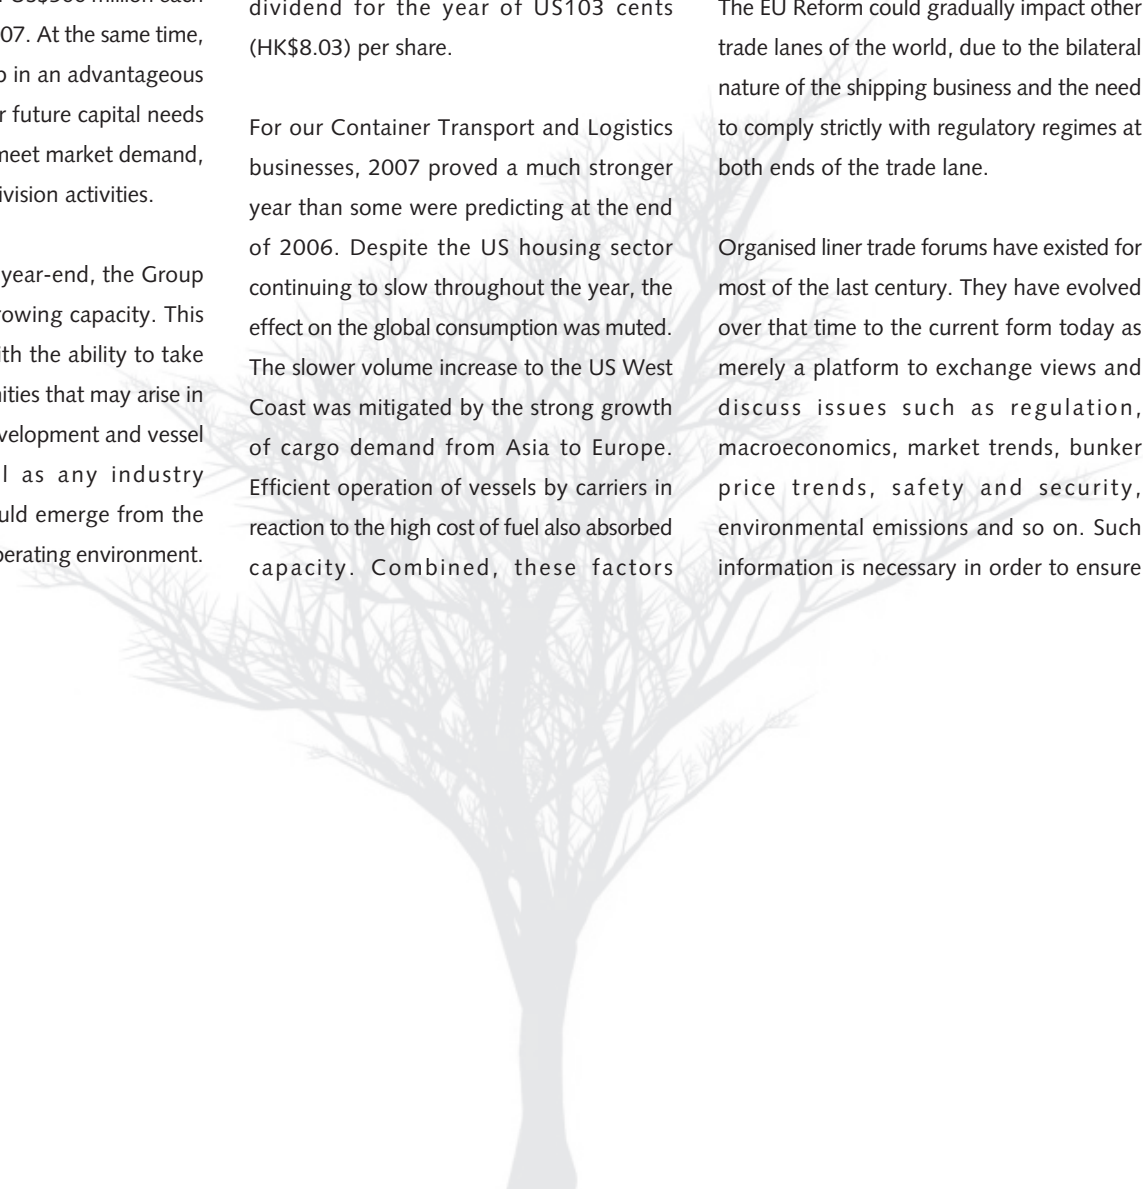 US$500 million each
07. At the same time,
in an advantageous
future capital needs
meet market demand,
ivision activities.
year-end, the Group
rowing capacity. This
ith the ability to take
ities that may arise in
velopment and vessel
as any industry
uld emerge from the
perating environment.
dividend for the year of US103 cents
(HK$8.03) per share.
For our Container Transport and Logistics
businesses, 2007 proved a much stronger
year than some were predicting at the end
of 2006. Despite the US housing sector
continuing to slow throughout the year, the
effect on the global consumption was muted.
The slower volume increase to the US West
Coast was mitigated by the strong growth
of cargo demand from Asia to Europe.
Efficient operation of vessels by carriers in
reaction to the high cost of fuel also absorbed
capacity. Combined, these factors
The EU Reform could gradually impact other
trade lanes of the world, due to the bilateral
nature of the shipping business and the need
to comply strictly with regulatory regimes at
both ends of the trade lane.
Organised liner trade forums have existed for
most of the last century. They have evolved
over that time to the current form today as
merely a platform to exchange views and
discuss issues such as regulation,
macroeconomics, market trends, bunker
price trends, safety and security,
environmental emissions and so on. Such
information is necessary in order to ensure